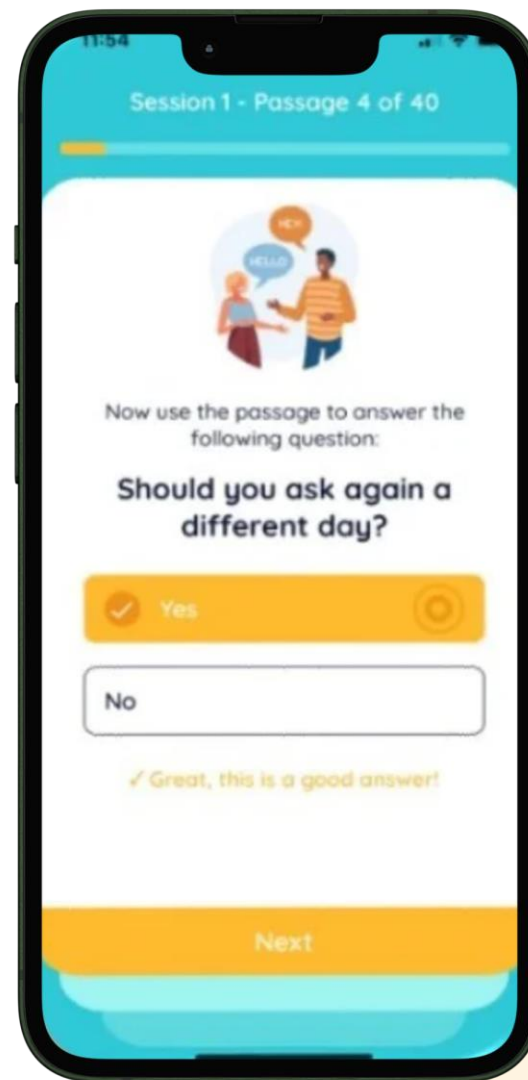 11:54
Session 1 - Passage 4 of 40
HEY!
HELLO
Now use the passage to answer the
following question:
Should you ask again a
different day?
Yes
No
✓ Great, this is a good answer!
Next